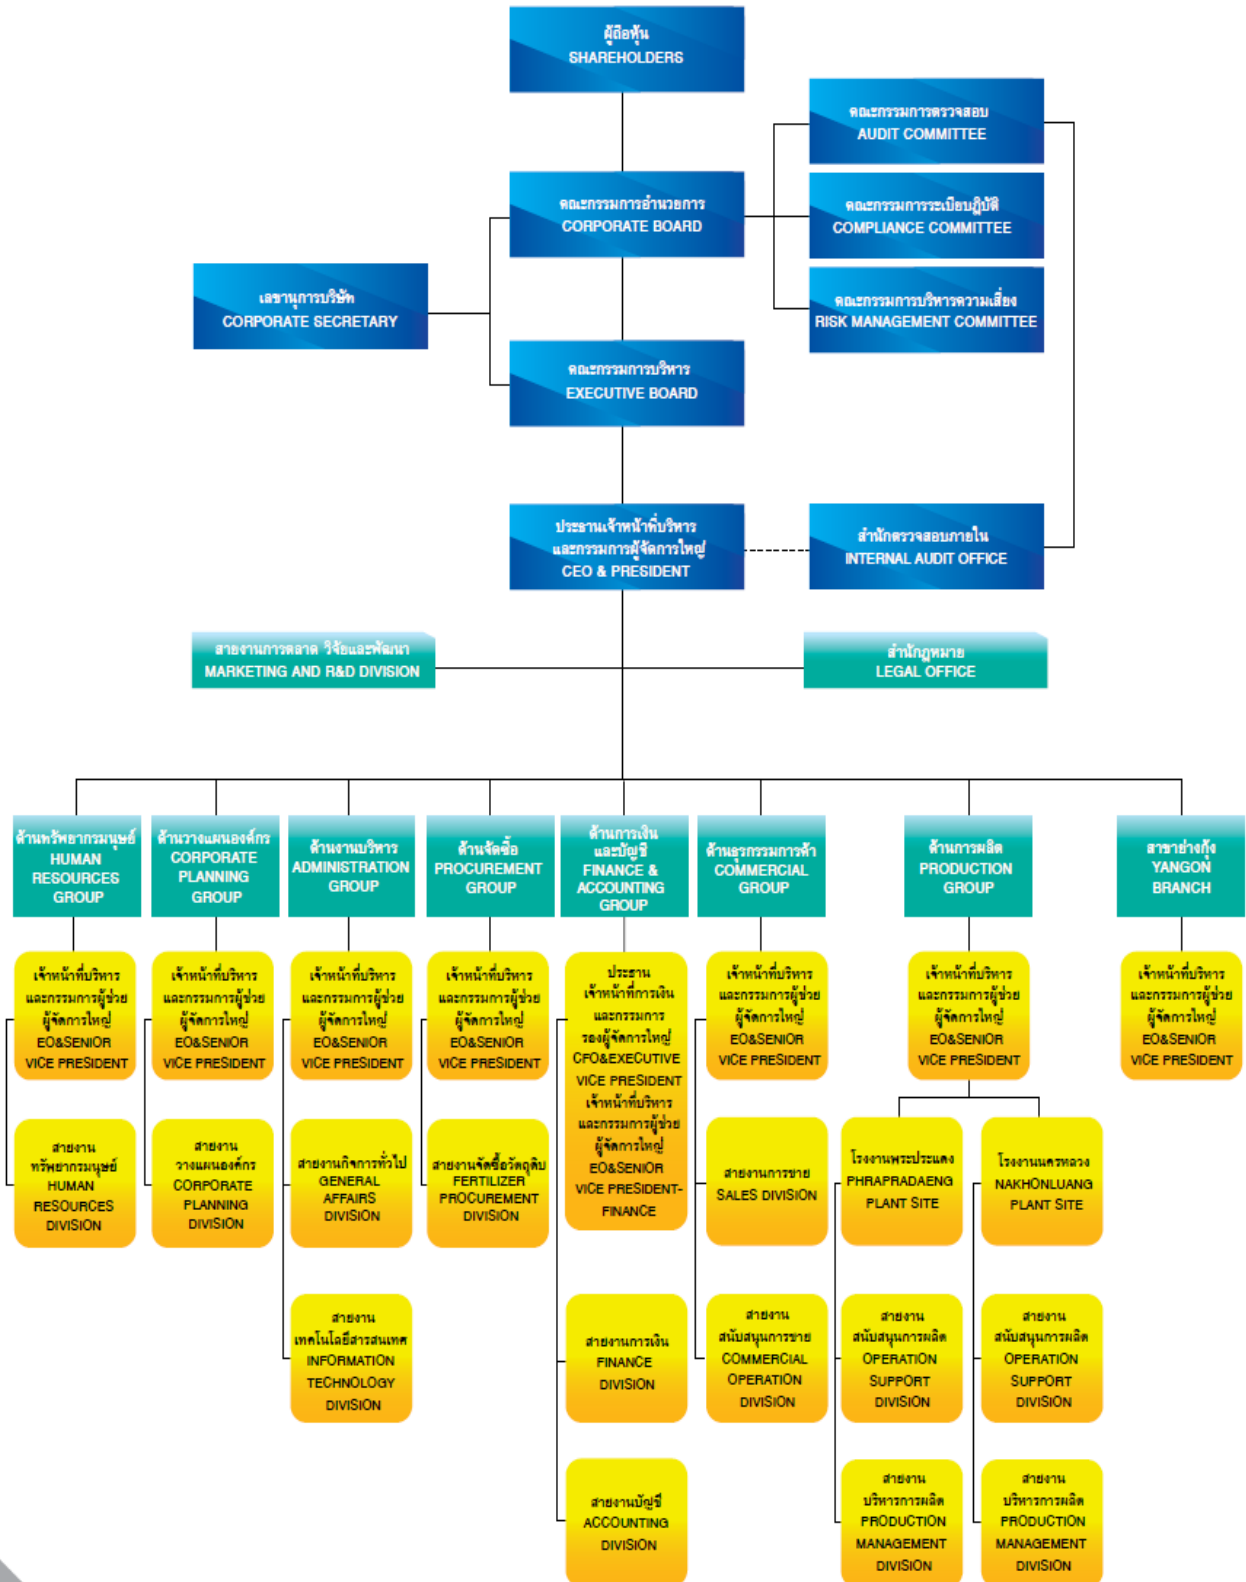 ผู้ถือหุ้น
SHAREHOLDERS
คณะกรรมการตรวจสอบ
AUDIT COMMITTEE
คณะกรรมการอำนวยการ
CORPORATE BOARD
คณะกรรมการระเบียบฎิบัติ
COMPLIANCE COMMITTEE
เลขานุการบริษัท
CORPORATE SECRETARY
คณะกรรมการบริหารความเสี่ยง
RISK MANAGEMENT COMMITTEE
คณะกรรมการบริหาร
EXECUTIVE BOARD
ประธานเจ้าหน้าที่บริหาร
และกรรมการผู้จัดการใหญ่
CEO & PRESIDENT
สำนักตรวจสอบภายใน
INTERNAL AUDIT OFFICE
สายงานการตลาด วิจัยและพัฒนา
MARKETING AND R&D DIVISION
สำนักกฎหมาย
LEGAL OFFICE
ด้านทรัพยากรมนุษย์
HUMAN
RESOURCES
GROUP
ด้านวางแผนองค์กร
CORPORATE
PLANNING
GROUP
ด้านงานบริหาร
ADMINISTRATION
GROUP
ด้านจัดซื้อ
PROCUREMENT
GROUP
ด้านการเงิน
และบัญชี
FINANCE &
ACCOUNTING
GROUP
ด้านธุรกรรมการค้า
COMMERCIAL
GROUP
ด้านการผลิต
PRODUCTION
GROUP
สาขาย่างกุ้ง
YANGON
BRANCH
เจ้าหน้าที่บริหาร
และกรรมการผู้ช่วย
ผู้จัดการใหญ่
EO&SENIOR
VICE PRESIDENT
เจ้าหน้าที่บริหาร
และกรรมการผู้ช่วย
ผู้จัดการใหญ่
EO&SENIOR
VICE PRESIDENT
เจ้าหน้าที่บริหาร
และกรรมการผู้ช่วย
ผู้จัดการใหญ่
EO&SENIOR
VICE PRESIDENT
เจ้าหน้าที่บริหาร
และกรรมการผู้ช่วย
ผู้จัดการใหญ่
EO&SENIOR
VICE PRESIDENT
ประธาน
เจ้าหน้าที่การเงิน
และกรรมการ
รองผู้จัดการใหญ่
CFO&EXECUTIVE
VICE PRESIDENT
เจ้าหน้าที่บริหาร
และกรรมการผู้ช่วย
ผู้จัดการใหญ่
EO&SENIOR
VICE PRESIDENT-
FINANCE
เจ้าหน้าที่บริหาร
และกรรมการผู้ช่วย
ผู้จัดการใหญ่
EO&SENIOR
VICE PRESIDENT
เจ้าหน้าที่บริหาร
และกรรมการผู้ช่วย
ผู้จัดการใหญ่
EO&SENIOR
VICE PRESIDENT
เจ้าหน้าที่บริหาร
และกรรมการผู้ช่วย
ผู้จัดการใหญ่
EO&SENIOR
VICE PRESIDENT
สายงาน
ทรัพยากรมนุษย์
HUMAN
RESOURCES
DIVISION
สายงาน
วางแผนองค์กร
CORPORATE
PLANNING
DIVISION
สายงานกิจการทั่วไป
GENERAL
AFFAIRS
DIVISION
สายงานจัดซื้อวัตถุดิบ
FERTILIZER
PROCUREMENT
DIVISION
สายงานการขาย
SALES DIVISION
โรงงานพระประแดง
PHRAPRADAENG
PLANT SITE
โรงงานนครหลวง
NAKHONLUANG
PLANT SITE
สายงาน
เทคโนโลยีสารสนเทศ
INFORMATION
TECHNOLOGY
DIVISION
สายงานการเงิน
FINANCE
DIVISION
สายงาน
สนับสนุนการขาย
COMMERCIAL
OPERATION
DIVISION
สายงาน
สนับสนุนการผลิต
OPERATION
SUPPORT
DIVISION
สายงาน
สนับสนุนการผลิต
OPERATION
SUPPORT
DIVISION
สายงานบัญชี
ACCOUNTING
DIVISION
สายงาน
บริหารการผลิต
PRODUCTION
MANAGEMENT
DIVISION
สายงาน
บริหารการผลิต
PRODUCTION
MANAGEMENT
DIVISION